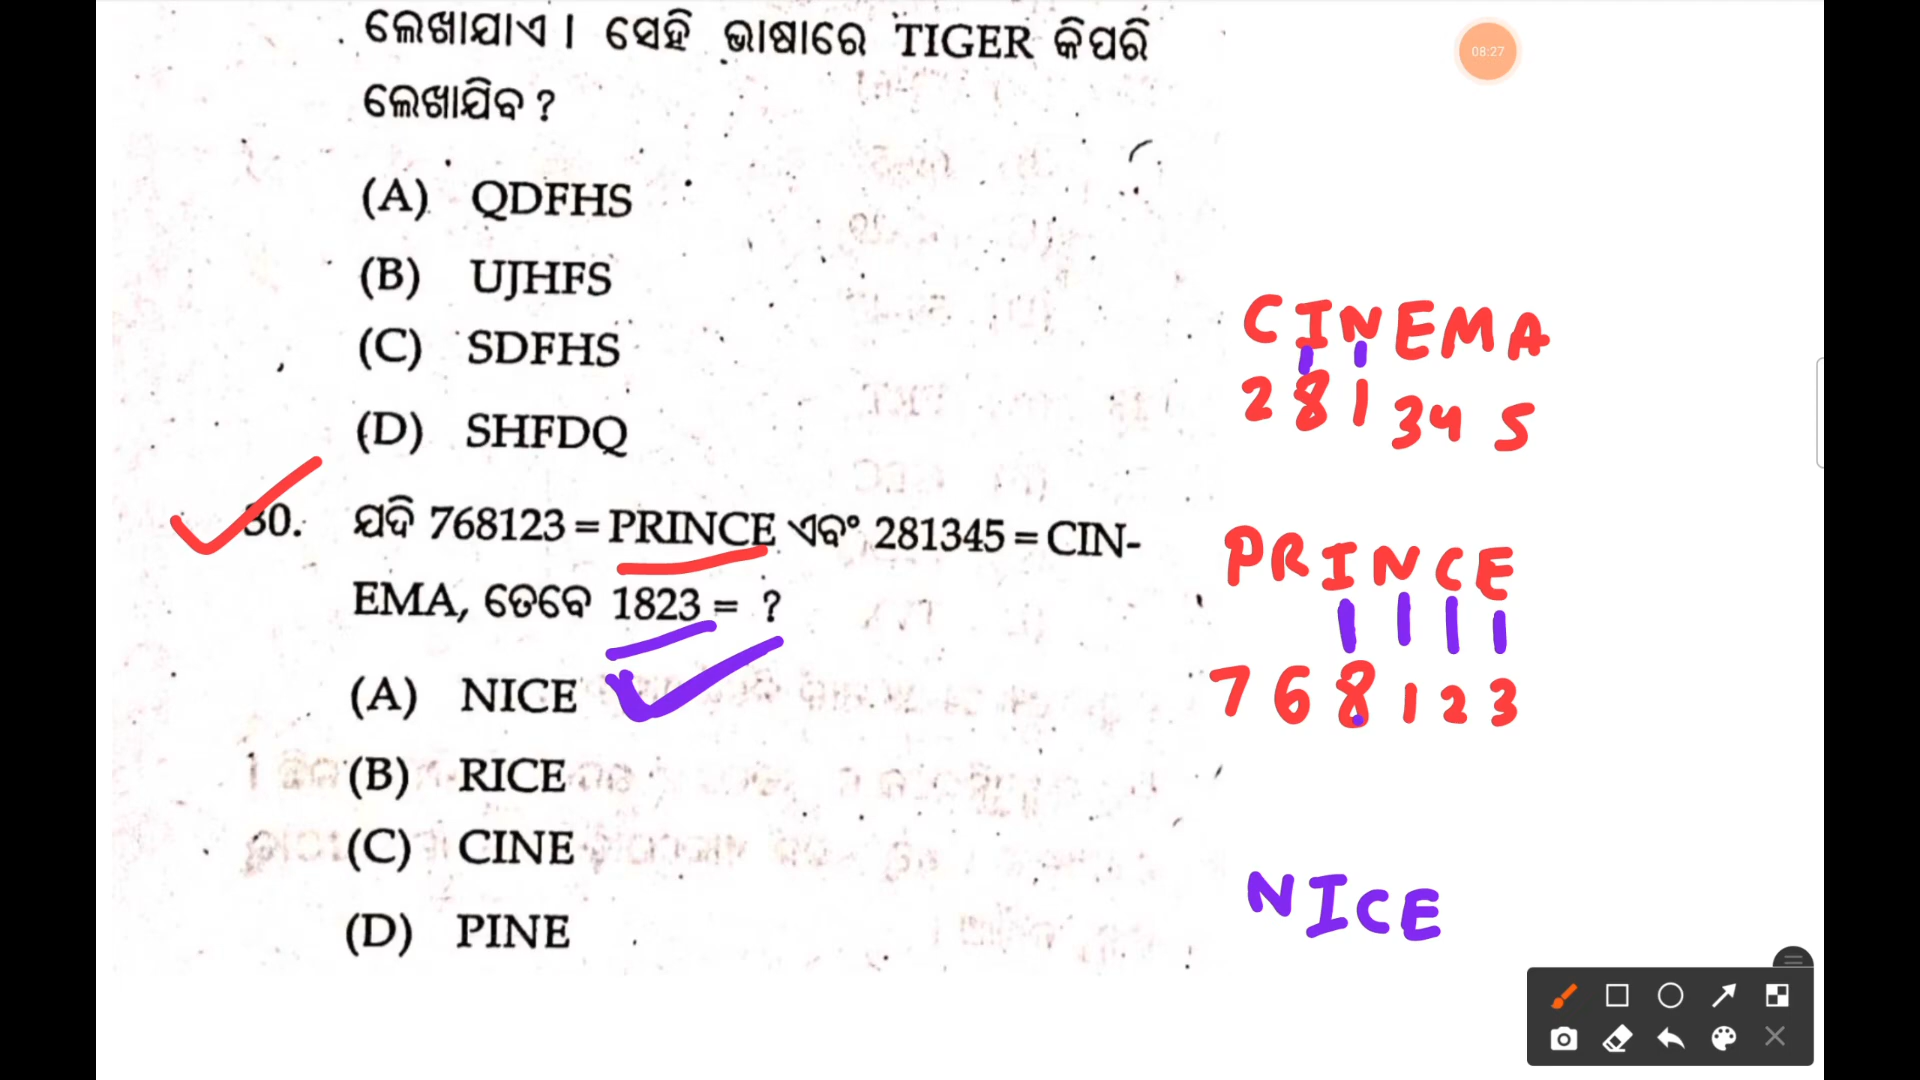 ଲେଖାଯାଏ । ସେହି ଭାଷାରେ TIGER କିପରି
ଲେଖାଯିବ ?
(A) QDFHS
(B) UJHFS
(C) SDFHS
(D) SHFDQ
30. ଯଦି 768123 = PRINCE ଏବଂ 281345 = CIN-
EMA, ତେବେ 1823 = ?
(A) NICE
(B) RICE
(C) CINE
(D) PINE
08:27
CINEMA
281345
PRINCE
768123
NICE